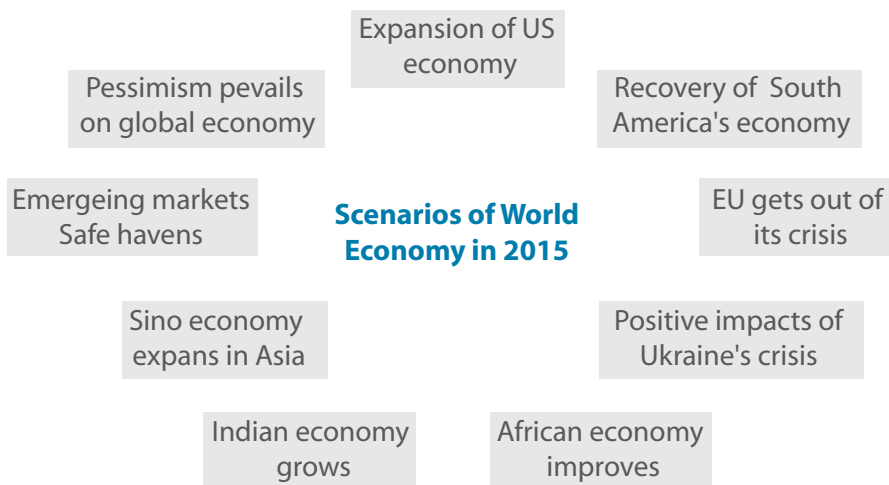 Expansion of US
economy
Pessimism pevails
on global economy
Recovery of South
America's economy
Emergeing markets
Safe havens
Scenarios of World
Economy in 2015
EU gets out of
its crisis
Sino economy
expans in Asia
Positive impacts of
Ukraine's crisis
Indian economy
grows
African economy
improves